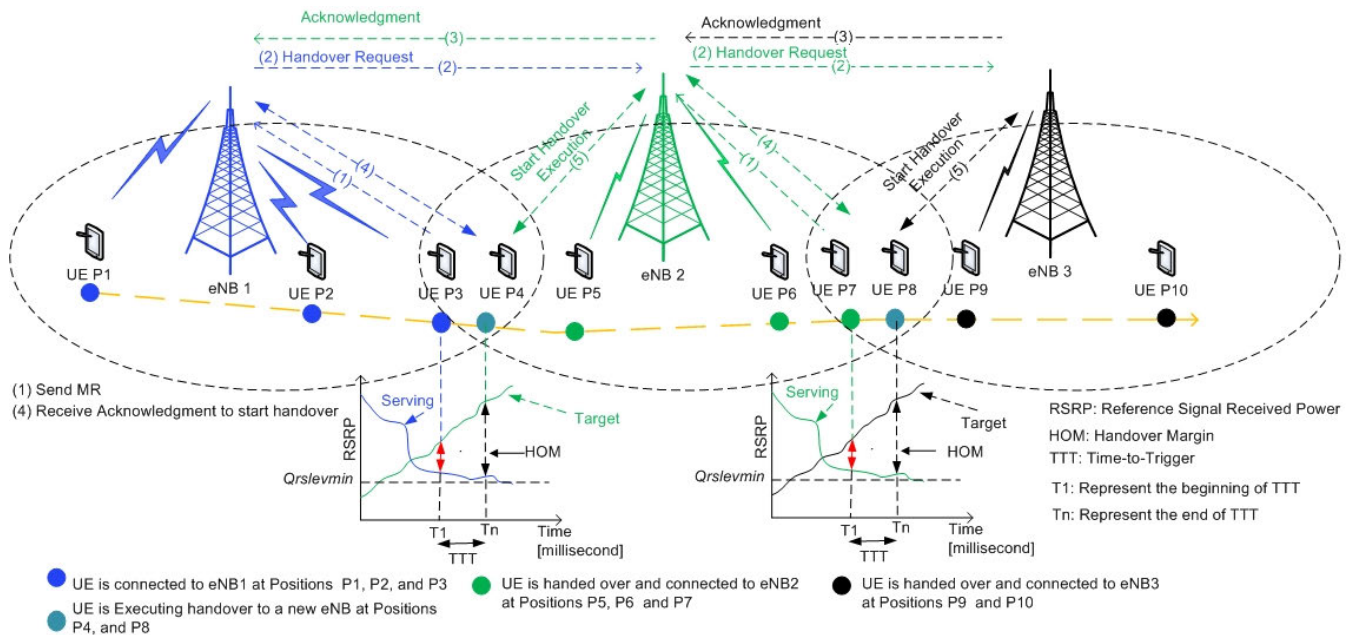 Acknowledgment
(3)
(2) Handover Request
(2)
Acknowledgment
(3)
(2) Handover Request
(2)
(4)
(1)
Start Handover
Execution
(5)
(4)
(1)
Start Handover
Execution
(5)
UE P1
eNB 1
UE P2
UE P3
UE P4
UE P5
eNB 2
UE P6
UE P7
UE P8
UE P9
eNB 3
UE P10
(1) Send MR
(4) Receive Acknowledgment to start handover
RSRP
Serving
Target
HOM
Qrslevmin
T1
Tn
Time
[millisecond]
TTT
RSRP
Serving
Target
HOM
Qrslevmin
T1
Tn
Time
[millisecond]
TTT
RSRP: Reference Signal Received Power
HOM: Handover Margin
TTT: Time-to-Trigger
T1: Represent the beginning of TTT
Tn: Represent the end of TTT
UE is connected to eNB1 at Positions P1, P2, and P3
UE is Executing handover to a new eNB at Positions
P4, and P8
UE is handed over and connected to eNB2
at Positions P5, P6 and P7
UE is handed over and connected to eNB3
at Positions P9 and P10